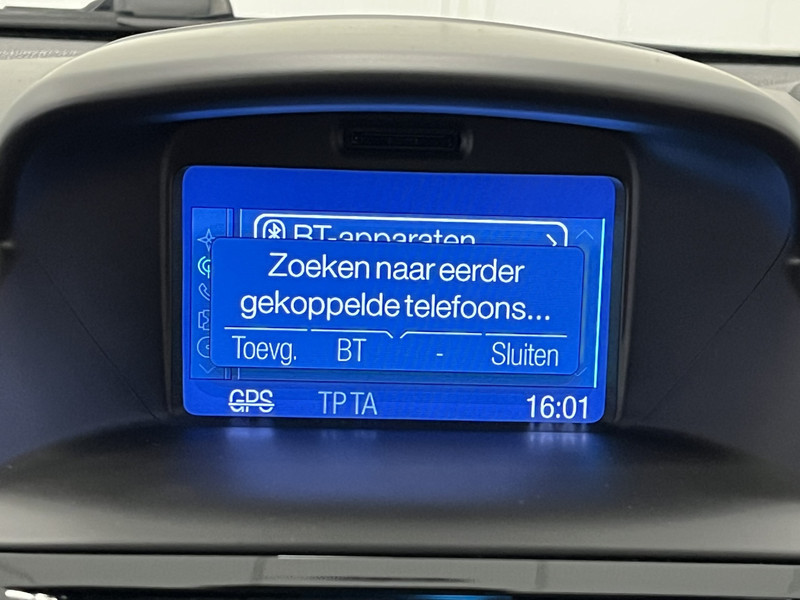 BT-apparaten
Zoeken naar eerder
gekoppelde telefoons...
Toevg. BT - Sluiten
GPS TP TA 16:01